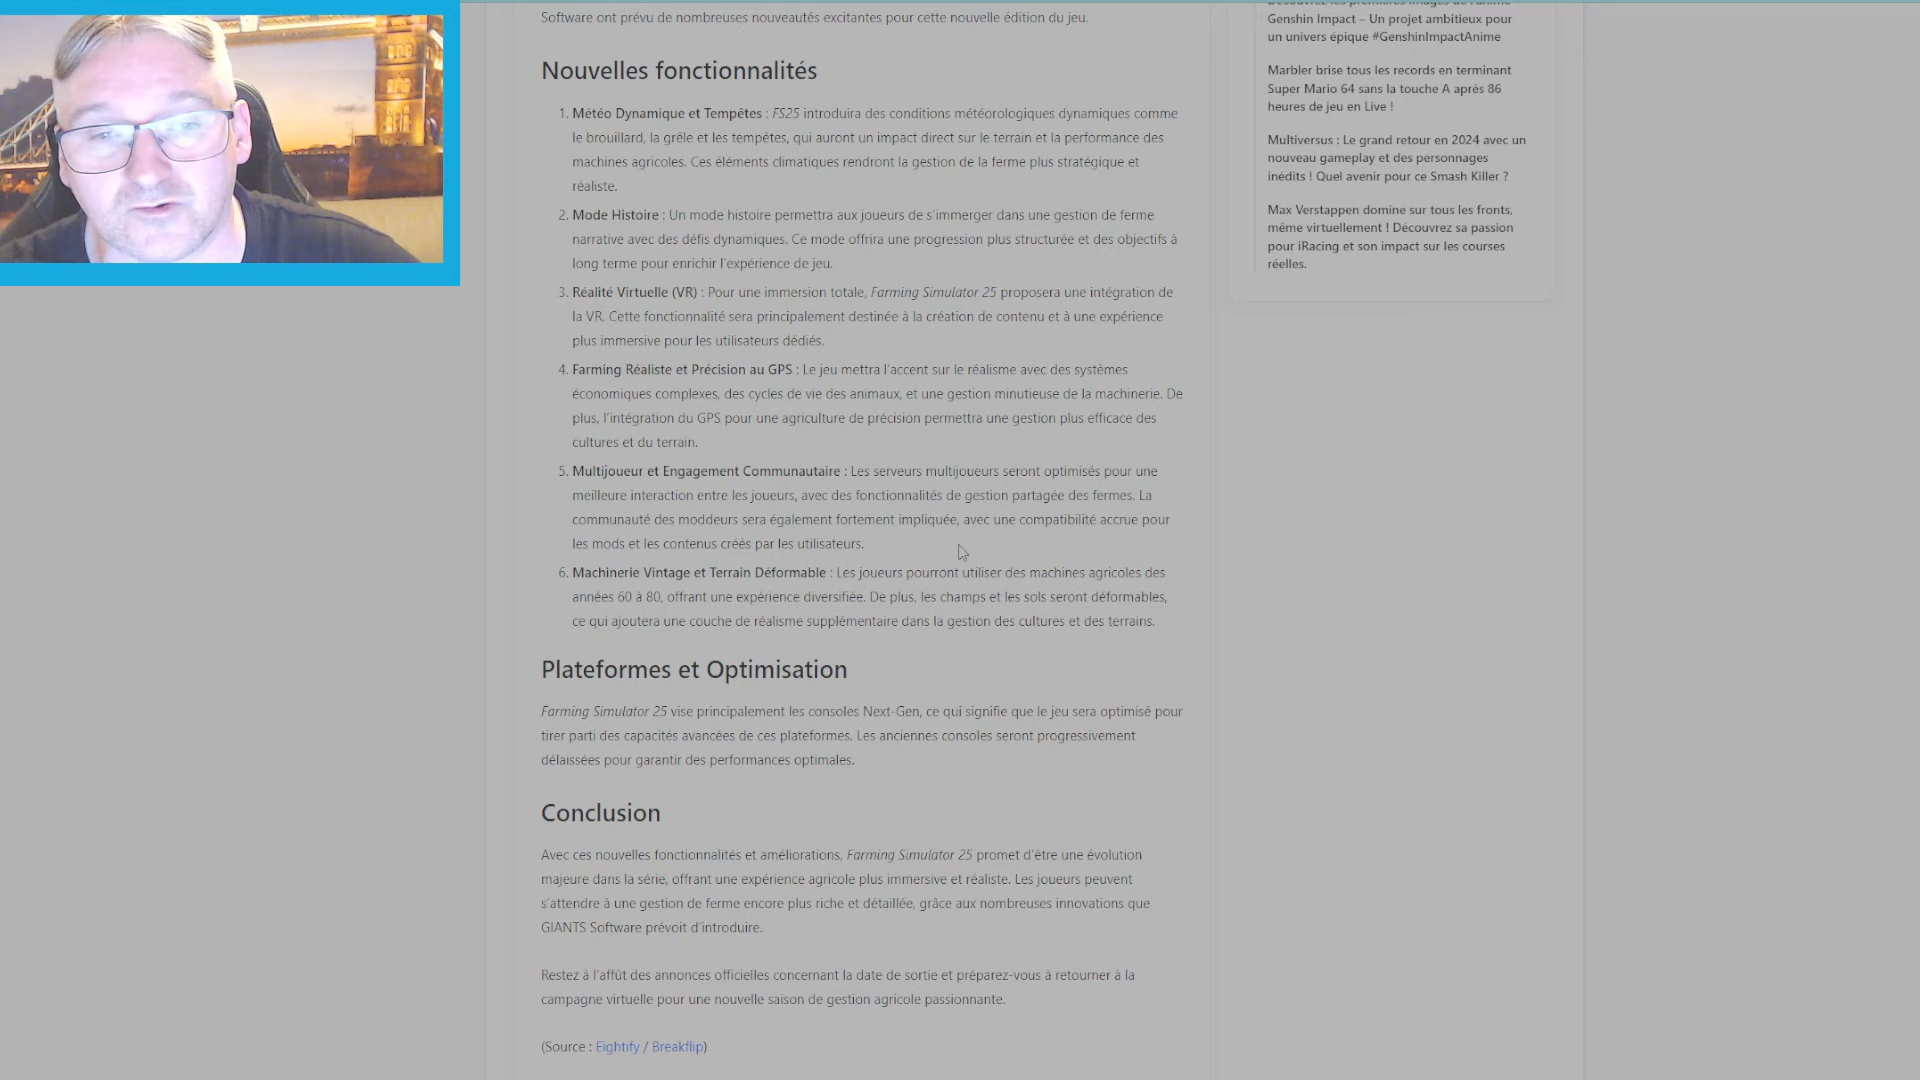 Software ont prévu de nombreuses nouveautés excitantes pour cette nouvelle édition du jeu.
Nouvelles fonctionnalités
1. Météo Dynamique et Tempêtes : FS25 introduira des conditions météorologiques dynamiques comme
le brouillard, la grêle et les tempêtes, qui auront un impact direct sur le terrain et la performance des
machines agricoles. Ces éléments climatiques rendront la gestion de la ferme plus stratégique et
réaliste.
2. Mode Histoire : Un mode histoire permettra aux joueurs de s'immerger dans une gestion de ferme
narrative avec des défis dynamiques. Ce mode offrira une progression plus structurée et des objectifs à
long terme pour enrichir l'expérience de jeu.
3. Réalité Virtuelle (VR) : Pour une immersion totale, Farming Simulator 25 proposera une intégration de
la VR. Cette fonctionnalité sera principalement destinée à la création de contenu et à une expérience
plus immersive pour les utilisateurs dédiés.
4. Farming Réaliste et Précision au GPS : Le jeu mettra l'accent sur le réalisme avec des systèmes
économiques complexes, des cycles de vie des animaux, et une gestion minutieuse de la machinerie. De
plus, l'intégration du GPS pour une agriculture de précision permettra une gestion plus efficace des
cultures et du terrain.
5. Multijoueur et Engagement Communautaire : Les serveurs multijoueurs seront optimisés pour une
meilleure interaction entre les joueurs, avec des fonctionnalités de gestion partagée des fermes. La
communauté des moddeurs sera également fortement impliquée, avec une compatibilité accrue pour
les mods et les contenus créés par les utilisateurs.
6. Machinerie Vintage et Terrain Déformable : Les joueurs pourront utiliser des machines agricoles des
années 60 à 80, offrant une expérience diversifiée. De plus, les champs et les sols seront déformables,
ce qui ajoutera une couche de réalisme supplémentaire dans la gestion des cultures et des terrains.
Plateformes et Optimisation
Farming Simulator 25 vise principalement les consoles Next-Gen, ce qui signifie que le jeu sera optimisé pour
tirer parti des capacités avancées de ces plateformes. Les anciennes consoles seront progressivement
délaissées pour garantir des performances optimales.
Conclusion
Avec ces nouvelles fonctionnalités et améliorations, Farming Simulator 25 promet d'être une évolution
majeure dans la série, offrant une expérience agricole plus immersive et réaliste. Les joueurs peuvent
s'attendre à une gestion de ferme encore plus riche et détaillée, grâce aux nombreuses innovations que
GIANTS Software prévoit d'introduire.
Restez à l'affût des annonces officielles concernant la date de sortie et préparez-vous à retourner à la
campagne virtuelle pour une nouvelle saison de gestion agricole passionnante.
(Source : Eightify / Breakflip)
Découvrez les premières images de l'anime
Genshin Impact – Un projet ambitieux pour
un univers épique #GenshinImpactAnime
Marbler brise tous les records en terminant
Super Mario 64 sans la touche A après 86
heures de jeu en Live !
Multiversus : Le grand retour en 2024 avec un
nouveau gameplay et des personnages
inédits ! Quel avenir pour ce Smash Killer ?
Max Verstappen domine sur tous les fronts,
même virtuellement ! Découvrez sa passion
pour iRacing et son impact sur les courses
réelles.